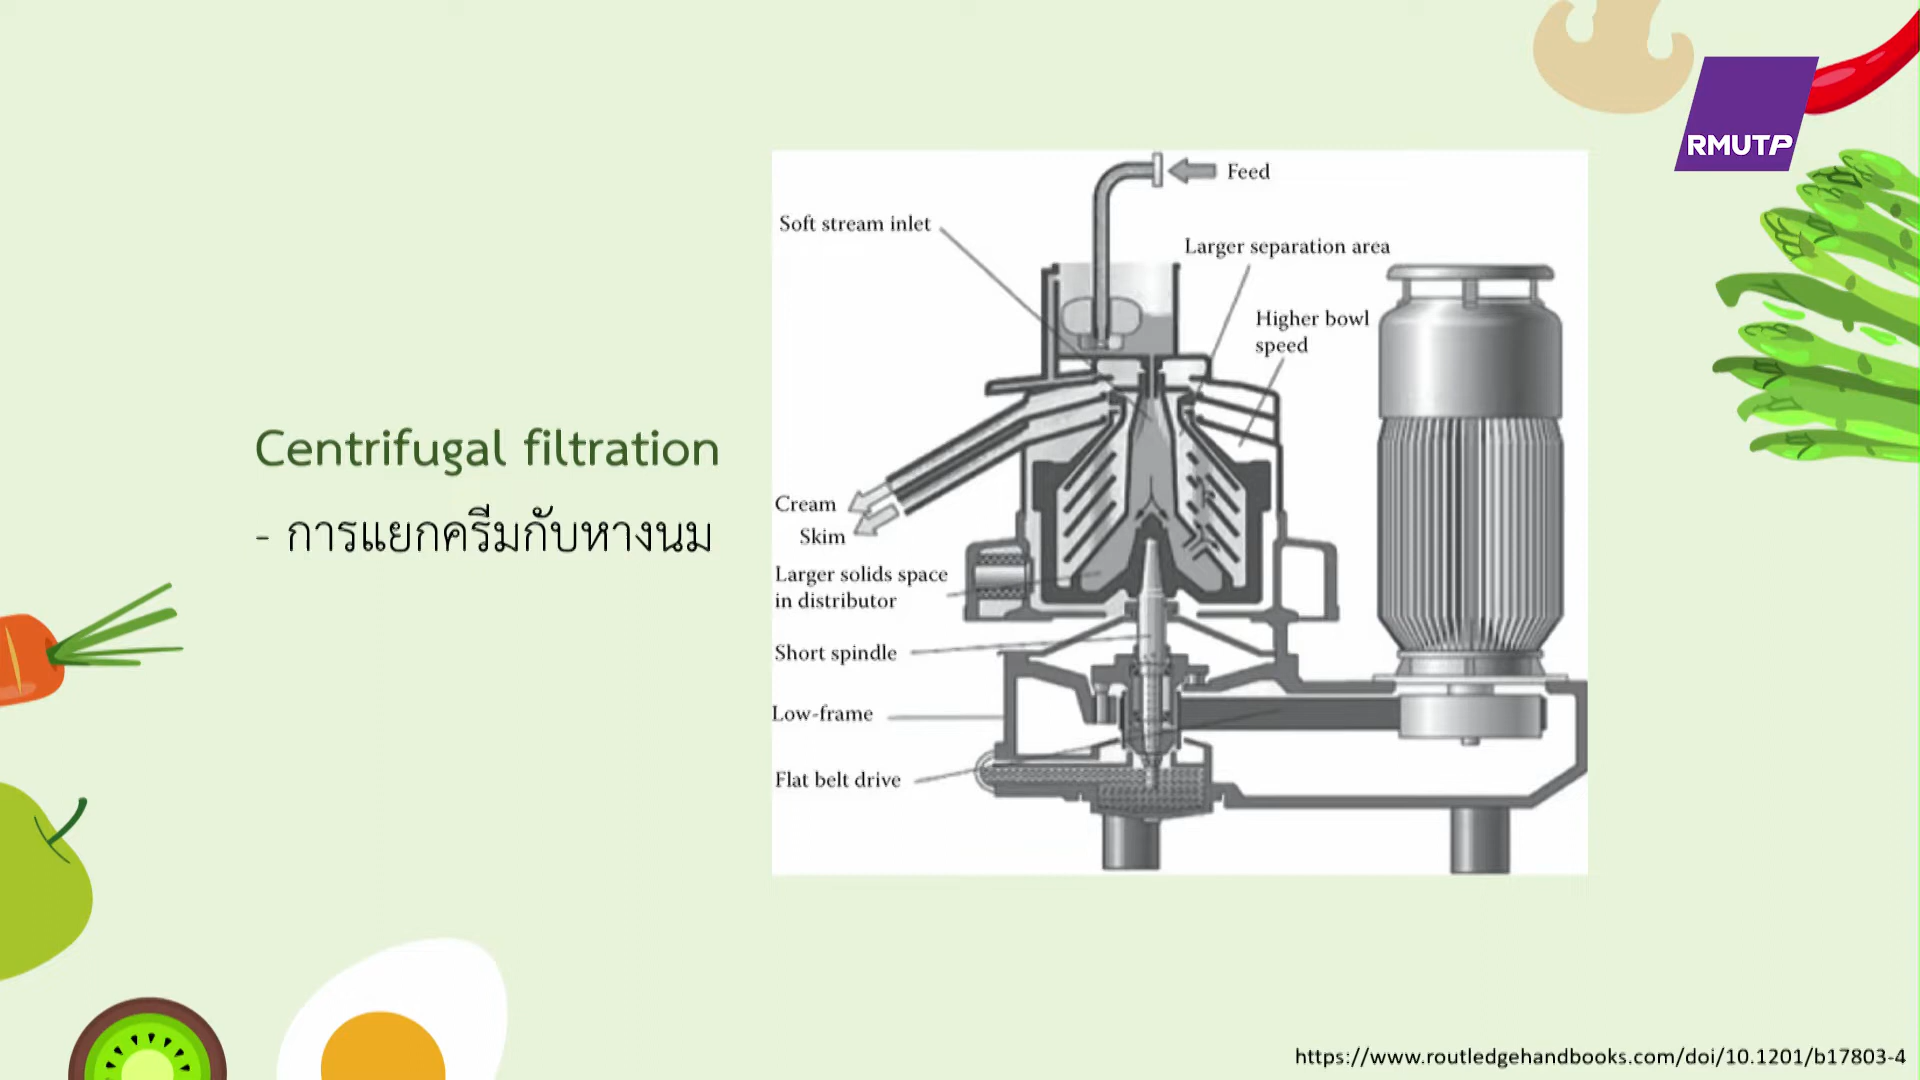 RMUTP
Centrifugal filtration
- การแยกครีมกับหางนม
Feed
Soft stream inlet
Larger separation area
Higher bowl
speed
Cream
Skim
Larger solids space
in distributor
Short spindle
Low-frame
Flat belt drive
https://www.routledgehandbooks.com/doi/10.1201/b17803-4